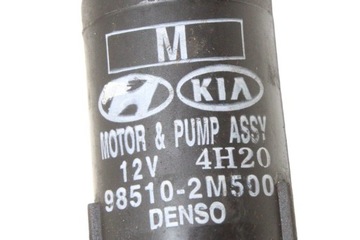 M
KIA
MOTOR & PUMP ASSY
12V 4H20
98510-2M500
DENSO